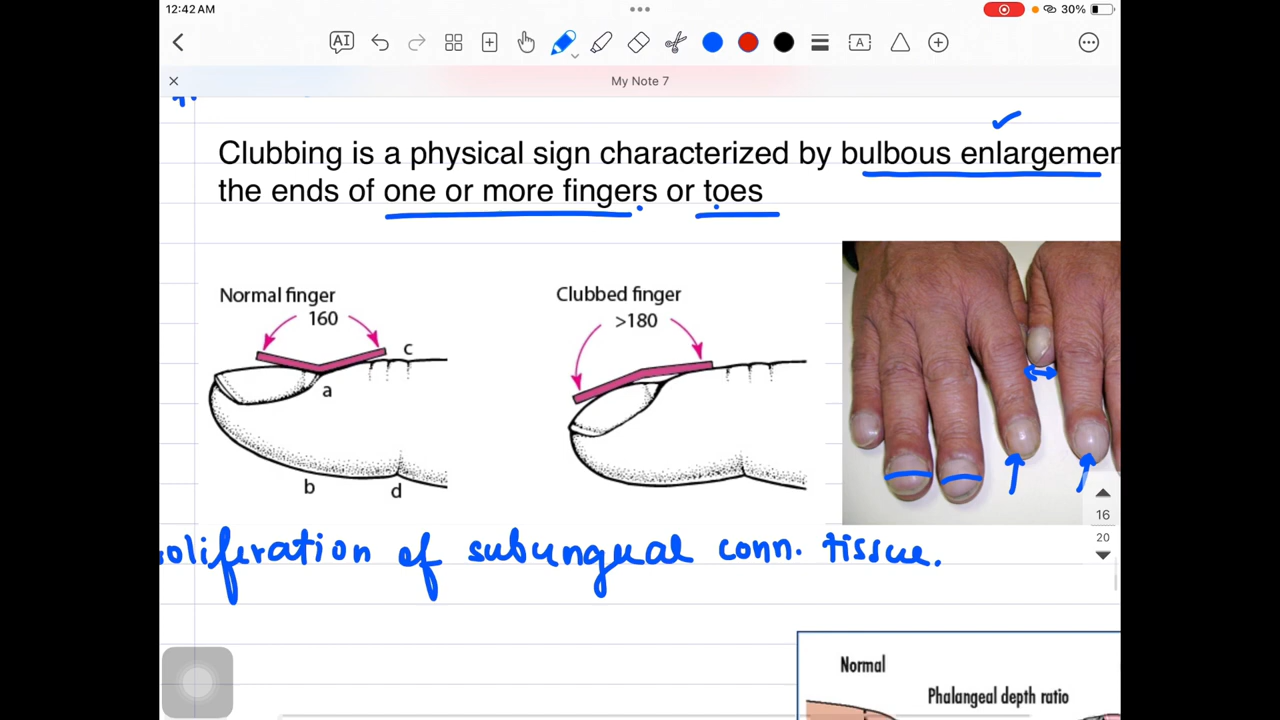 12:42 AM
30%
AI
A
My Note 7
Clubbing is a physical sign characterized by bulbous enlargemen
the ends of one or more fingers or toes
Normal finger
160
c
a
b
d
Clubbed finger
>180
16
20
oliferation of subungual conn. tissue.
Normal
Phalangeal depth ratio